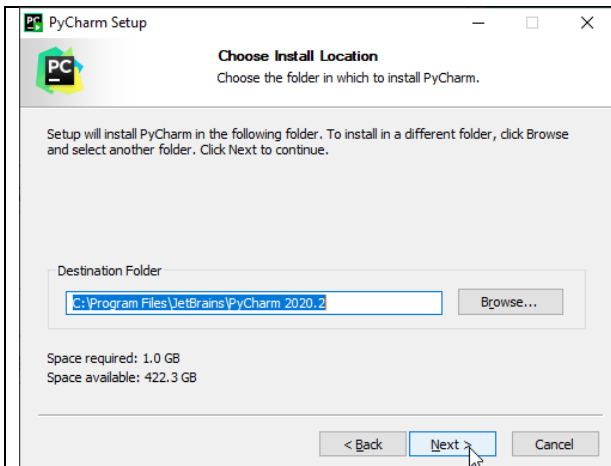 PyCharm Setup
Choose Install Location
Choose the folder in which to install PyCharm.
PC
Setup will install PyCharm in the following folder. To install in a different folder, click Browse
and select another folder. Click Next to continue.
Destination Folder
C:\Program Files\JetBrains\PyCharm 2020.2
Browse...
Space required: 1.0 GB
Space available: 422.3 GB
< Back
Next >
Cancel